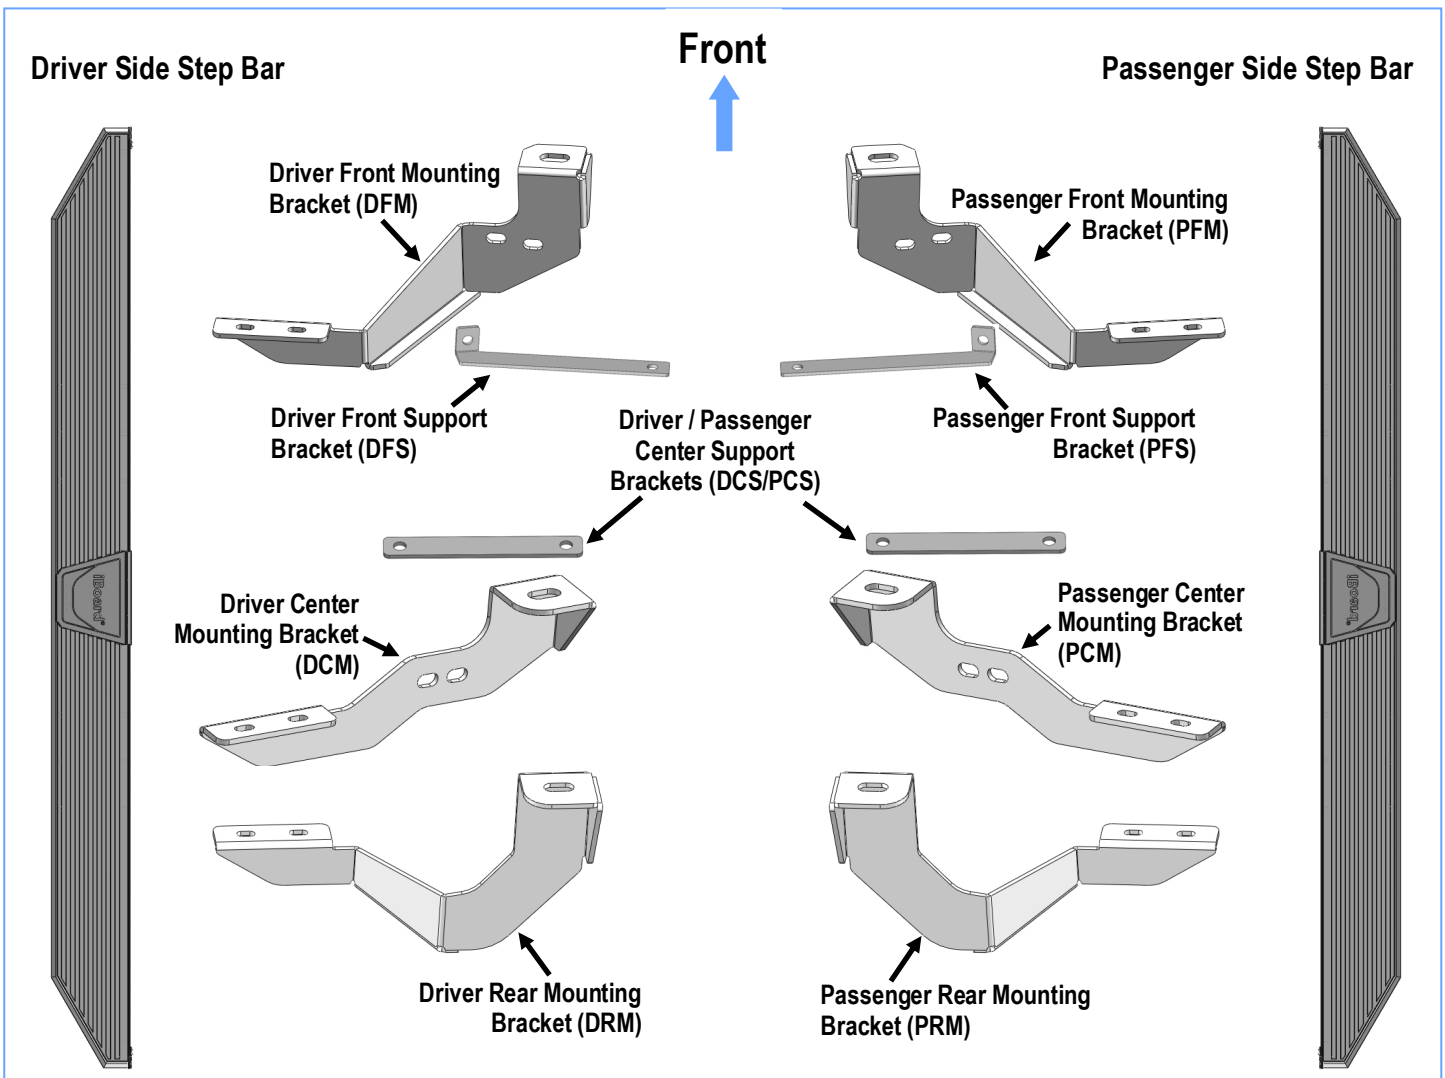 Front
Driver Side Step Bar
Passenger Side Step Bar
Driver Front Mounting
Bracket (DFM)
Passenger Front Mounting
Bracket (PFM)
Driver Front Support
Bracket (DFS)
Driver / Passenger
Center Support
Brackets (DCS/PCS)
Passenger Front Support
Bracket (PFS)
iBoard
iBoard
Driver Center
Mounting Bracket
(DCM)
Passenger Center
Mounting Bracket
(PCM)
Driver Rear Mounting
Bracket (DRM)
Passenger Rear Mounting
Bracket (PRM)